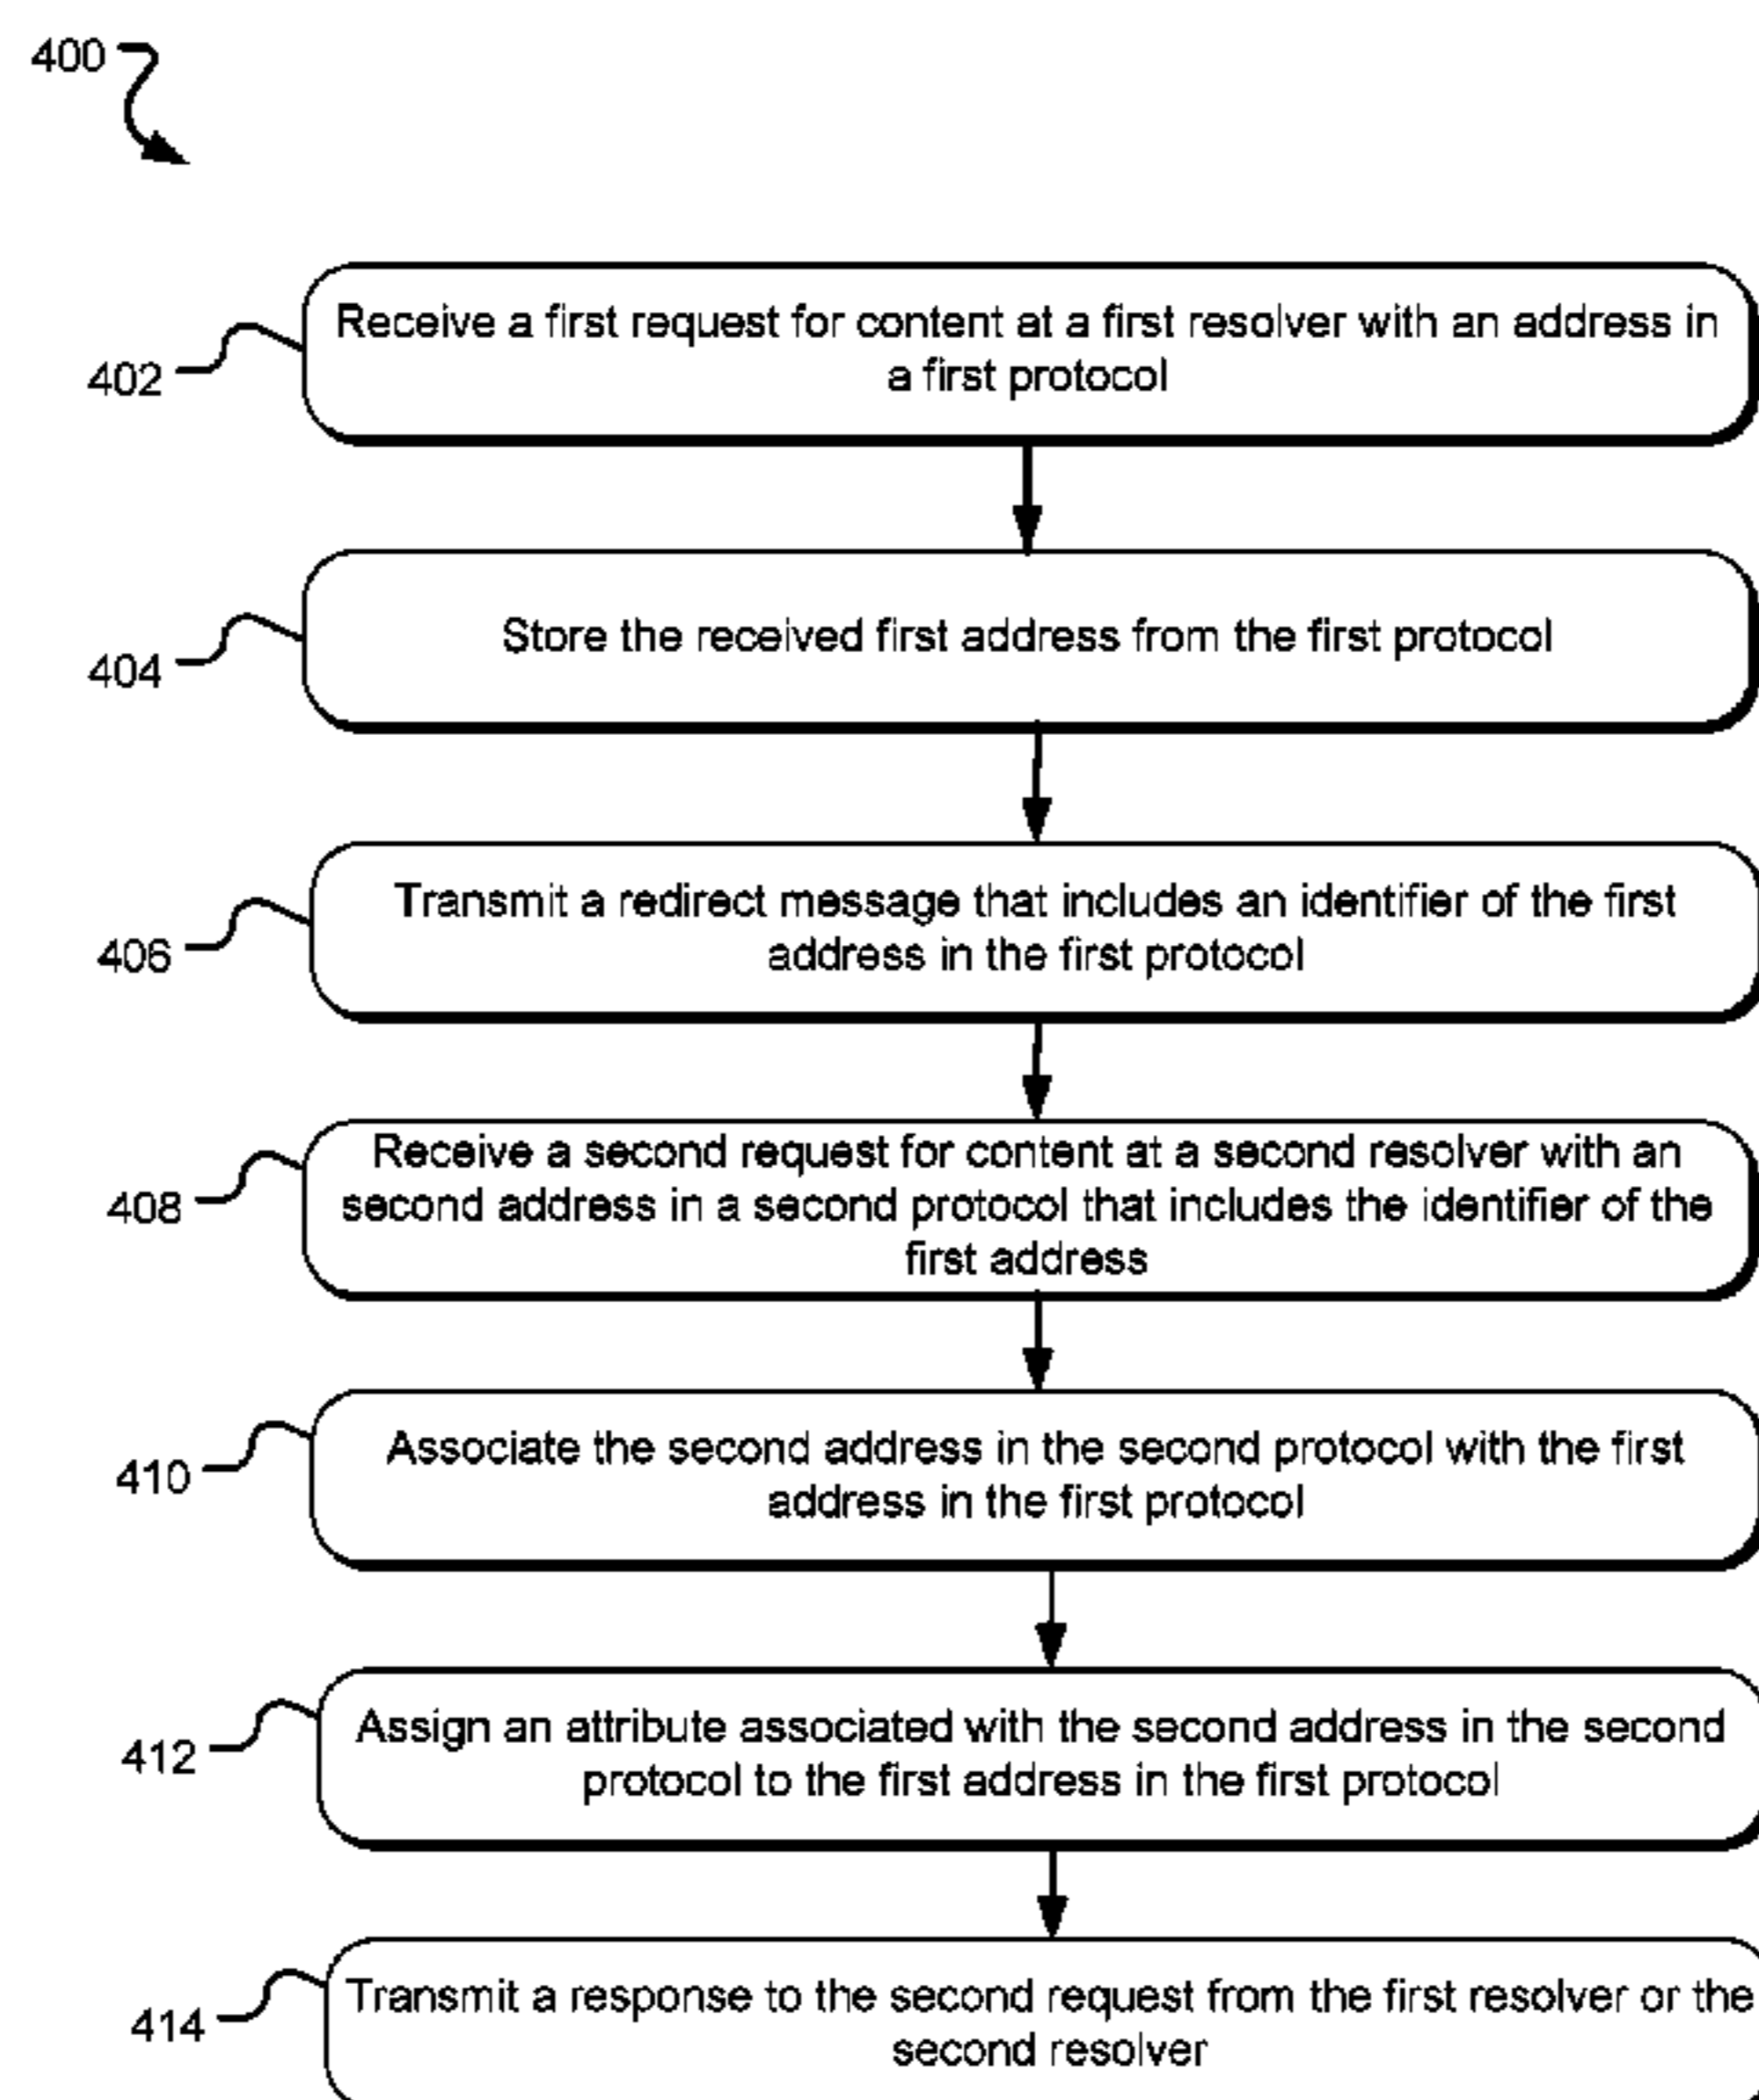 400
Receive a first request for content at a first resolver with an address in
a first protocol
402
Store the received first address from the first protocol
404
Transmit a redirect message that includes an identifier of the first
address in the first protocol
406
Receive a second request for content at a second resolver with an
second address in a second protocol that includes the identifier of the
first address
408
Associate the second address in the second protocol with the first
address in the first protocol
410
Assign an attribute associated with the second address in the second
protocol to the first address in the first protocol
412
Transmit a response to the second request from the first resolver or the
second resolver
414